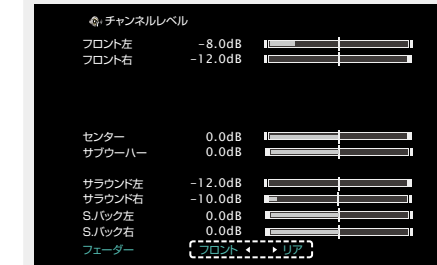 チャンネルレベル
フロント左 -8.0dB
フロント右 -12.0dB
センター 0.0dB
サブウーハー 0.0dB
サラウンド左 -12.0dB
サラウンド右 -10.0dB
S.バック左 0.0dB
S.バック右 0.0dB
フェーダー フロント リア